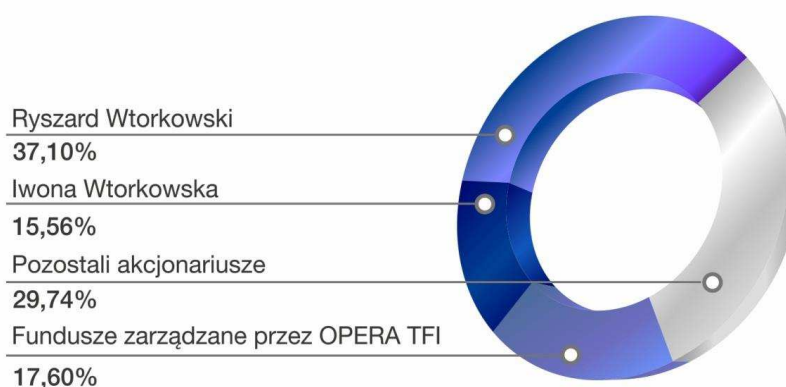 Ryszard Wtorkowski
37,10%
Iwona Wtorkowska
15,56%
Pozostali akcjonariusze
29,74%
Fundusze zarządzane przez OPERA TFI
17,60%